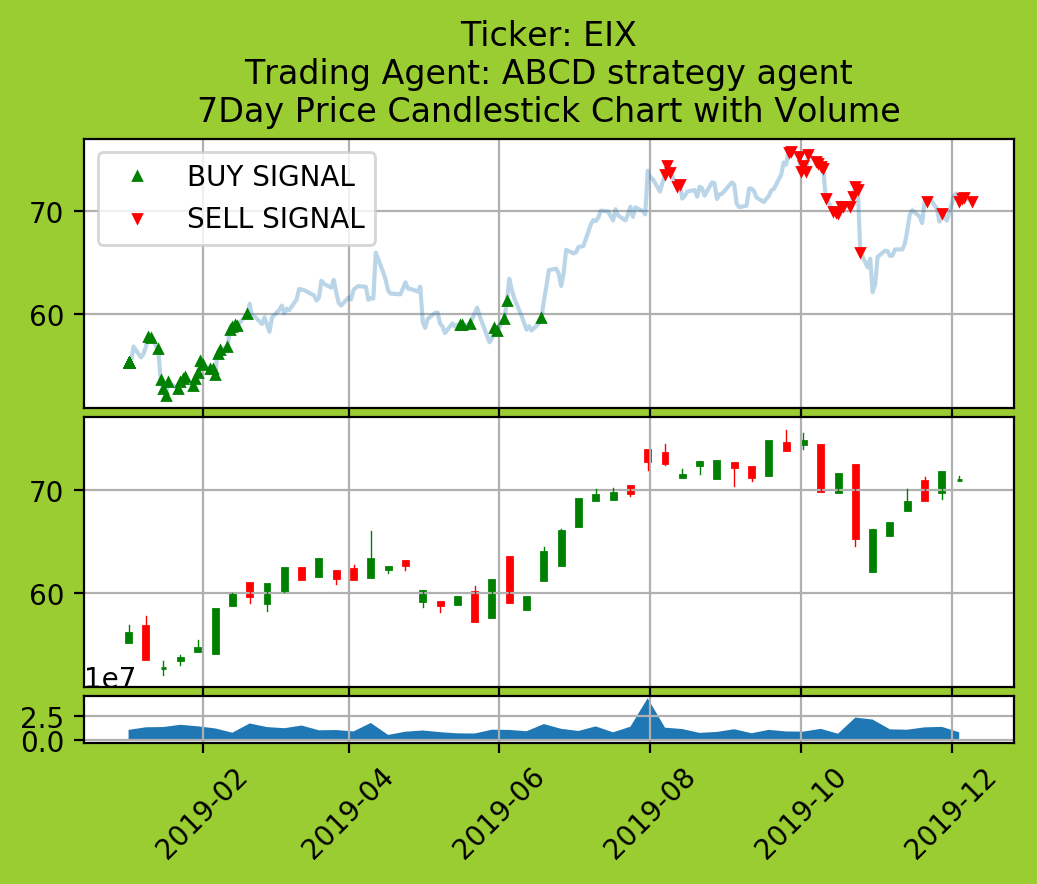 Ticker: EIX
Trading Agent: ABCD strategy agent
7Day Price Candlestick Chart with Volume
BUY SIGNAL
SELL SIGNAL
70
60
70
60
1e7
2.5
0.0
2019-02
2019-04
2019-06
2019-08
2019-10
2019-12